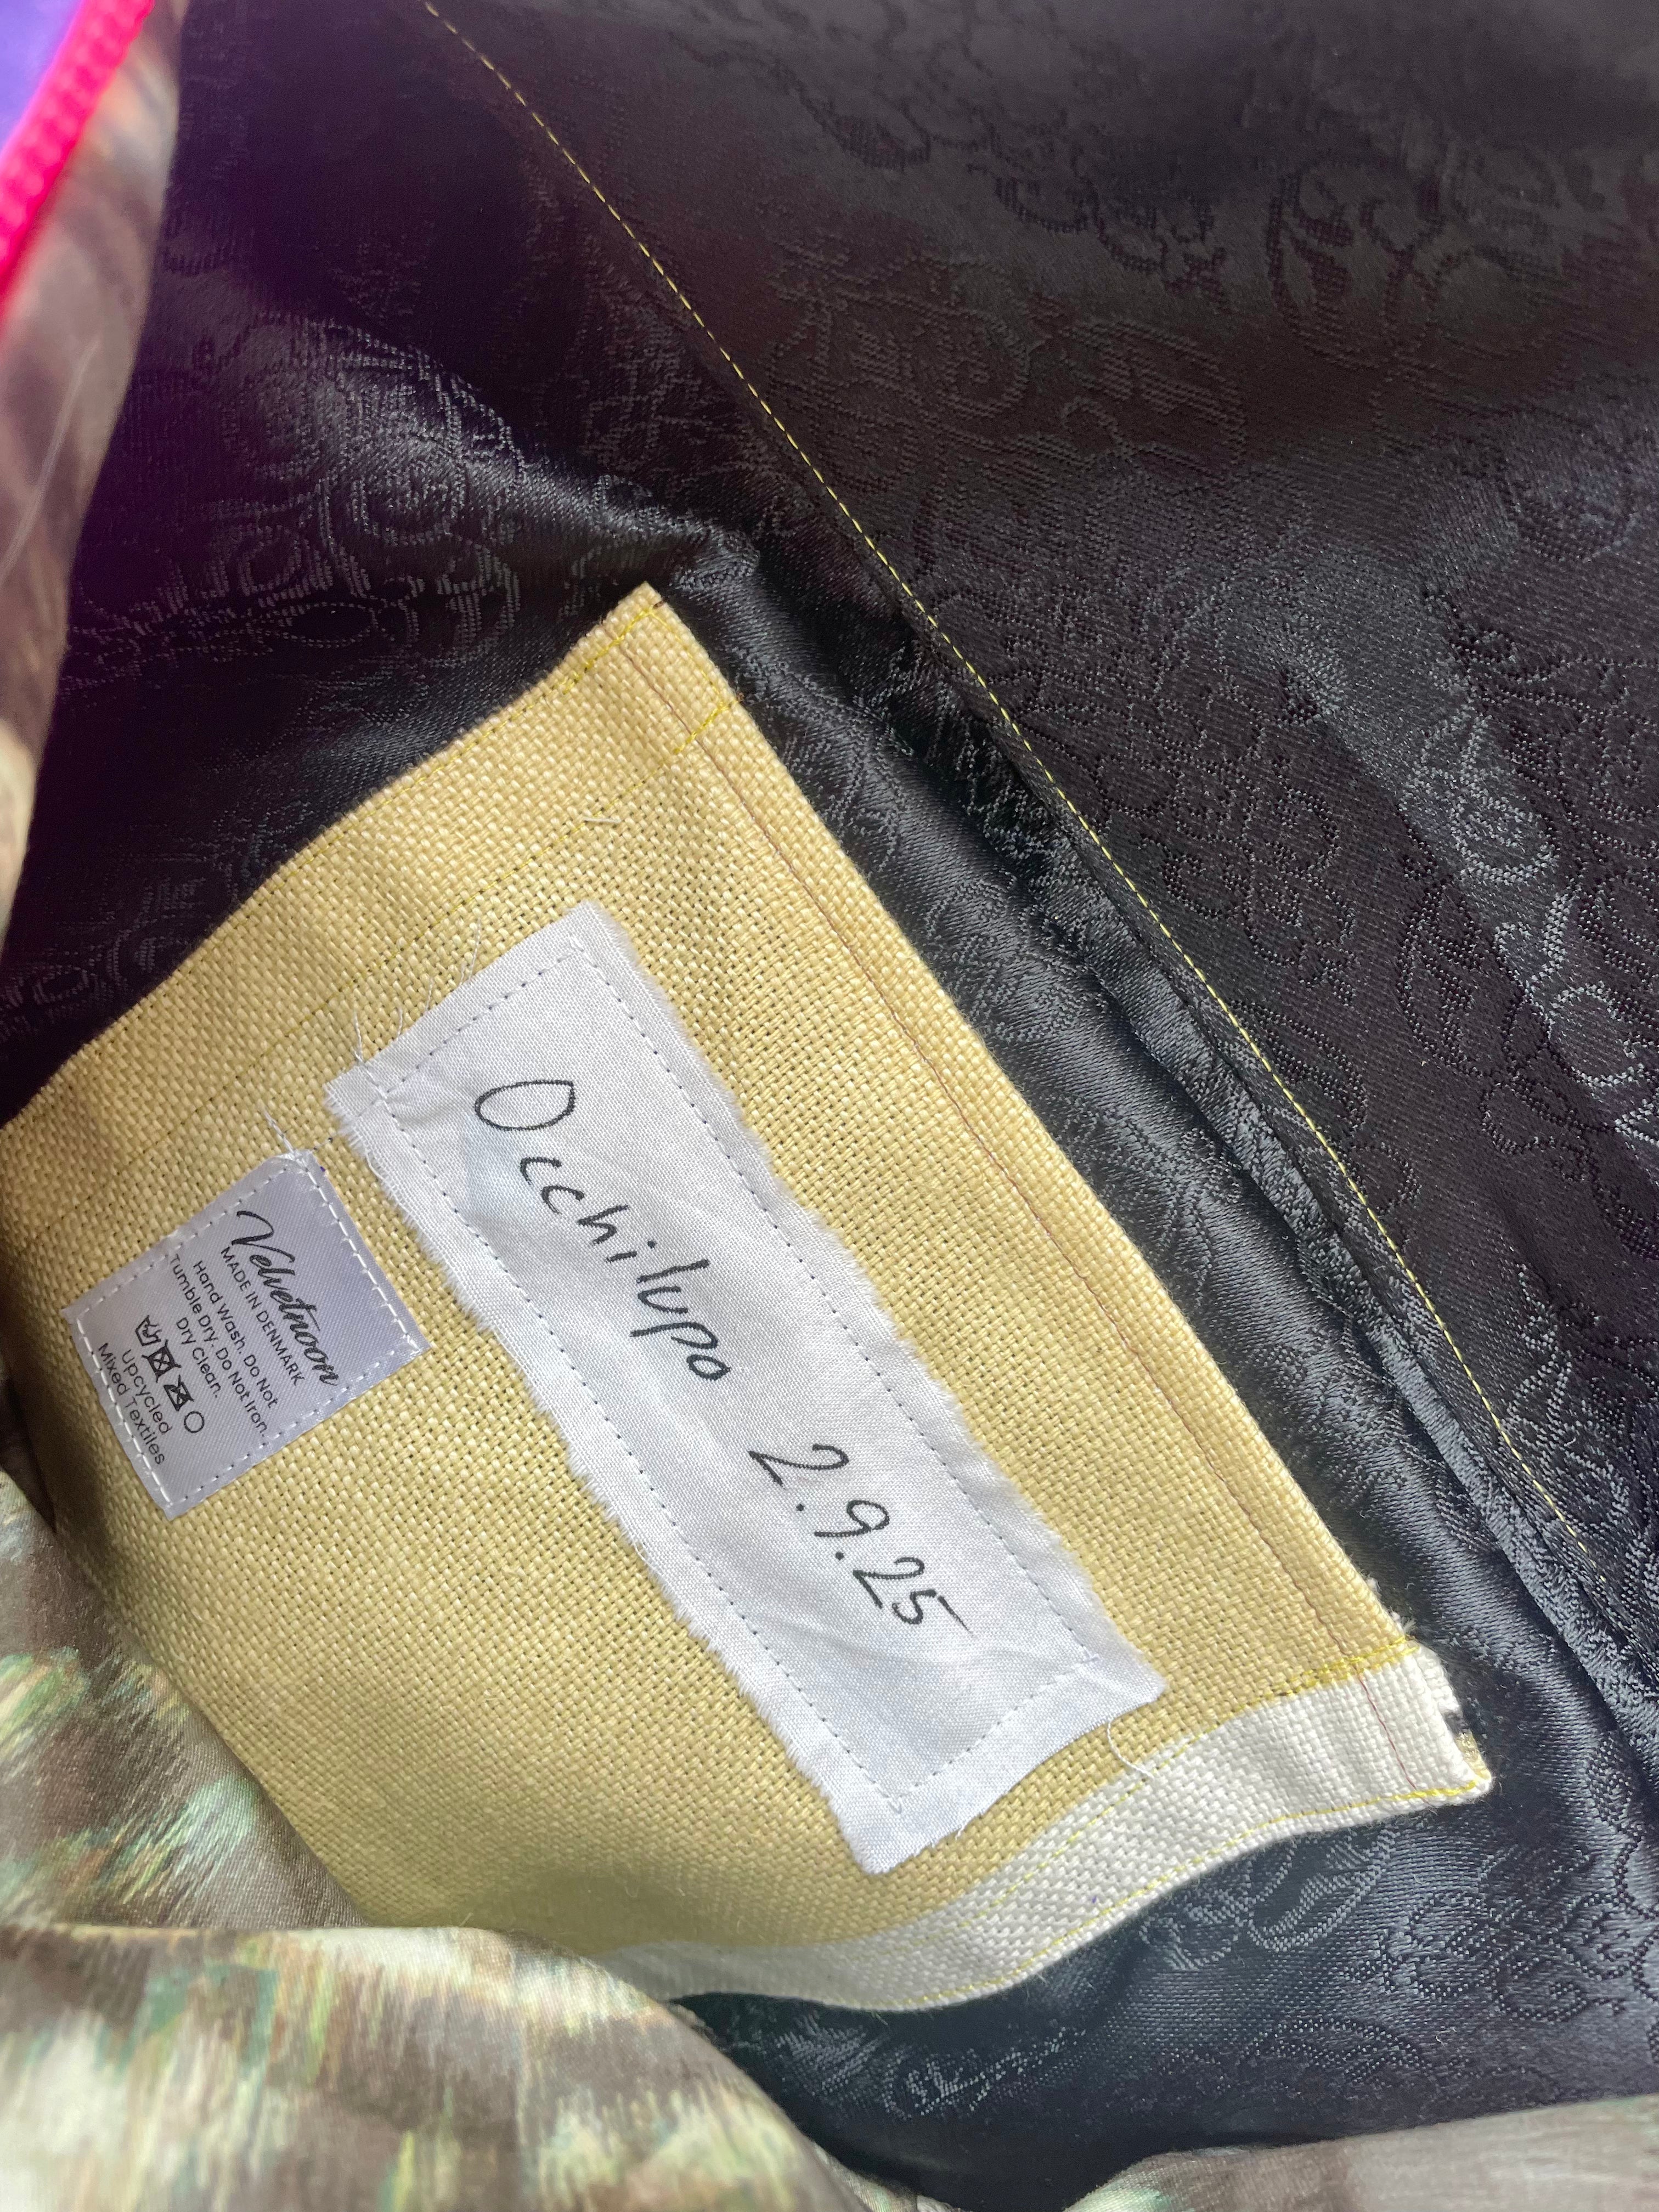 Occhilupo 2.9.25
Velvetnoon
MADE IN DENMARK
Hand Wash. Do Not
Tumble Dry. Do Not Iron.
Dry Clean.
Upcycled
Mixed Textiles